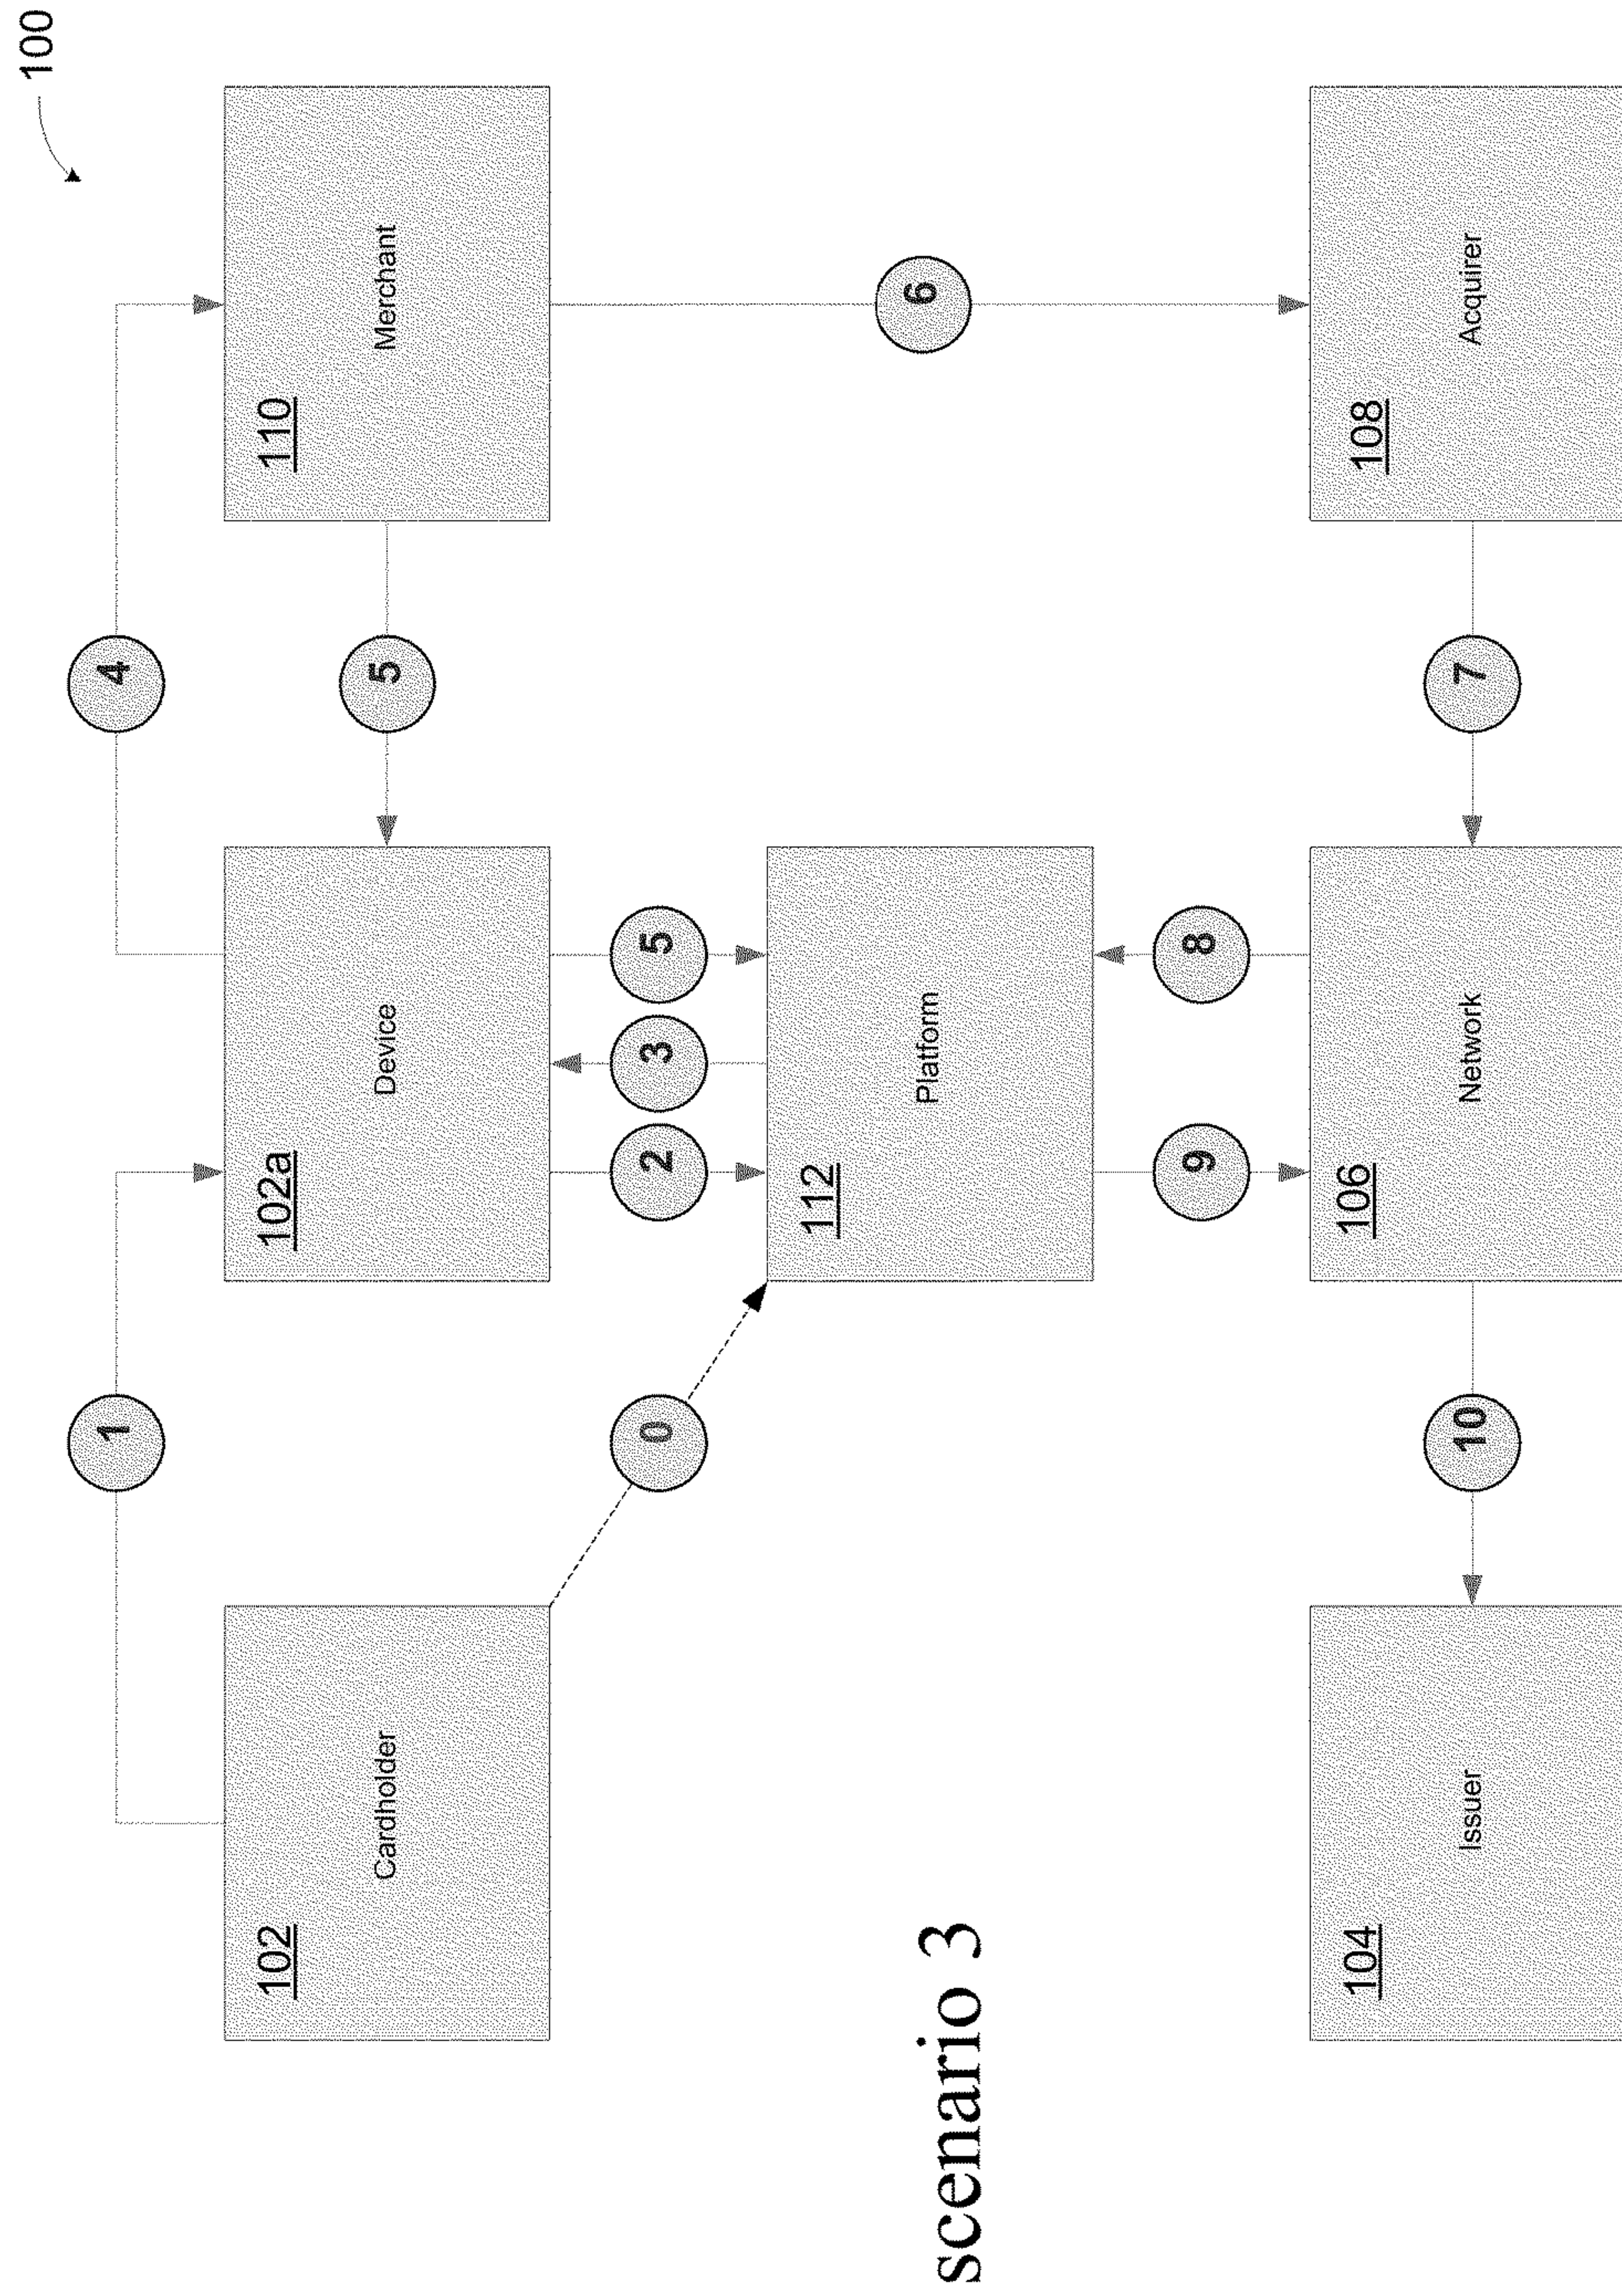 100
1
4
102
102a
110
Cardholder
Device
5
Merchant
0
2
3
5
112
scenario 3
Platform
6
9
8
104
106
108
Issuer
10
Network
7
Acquirer